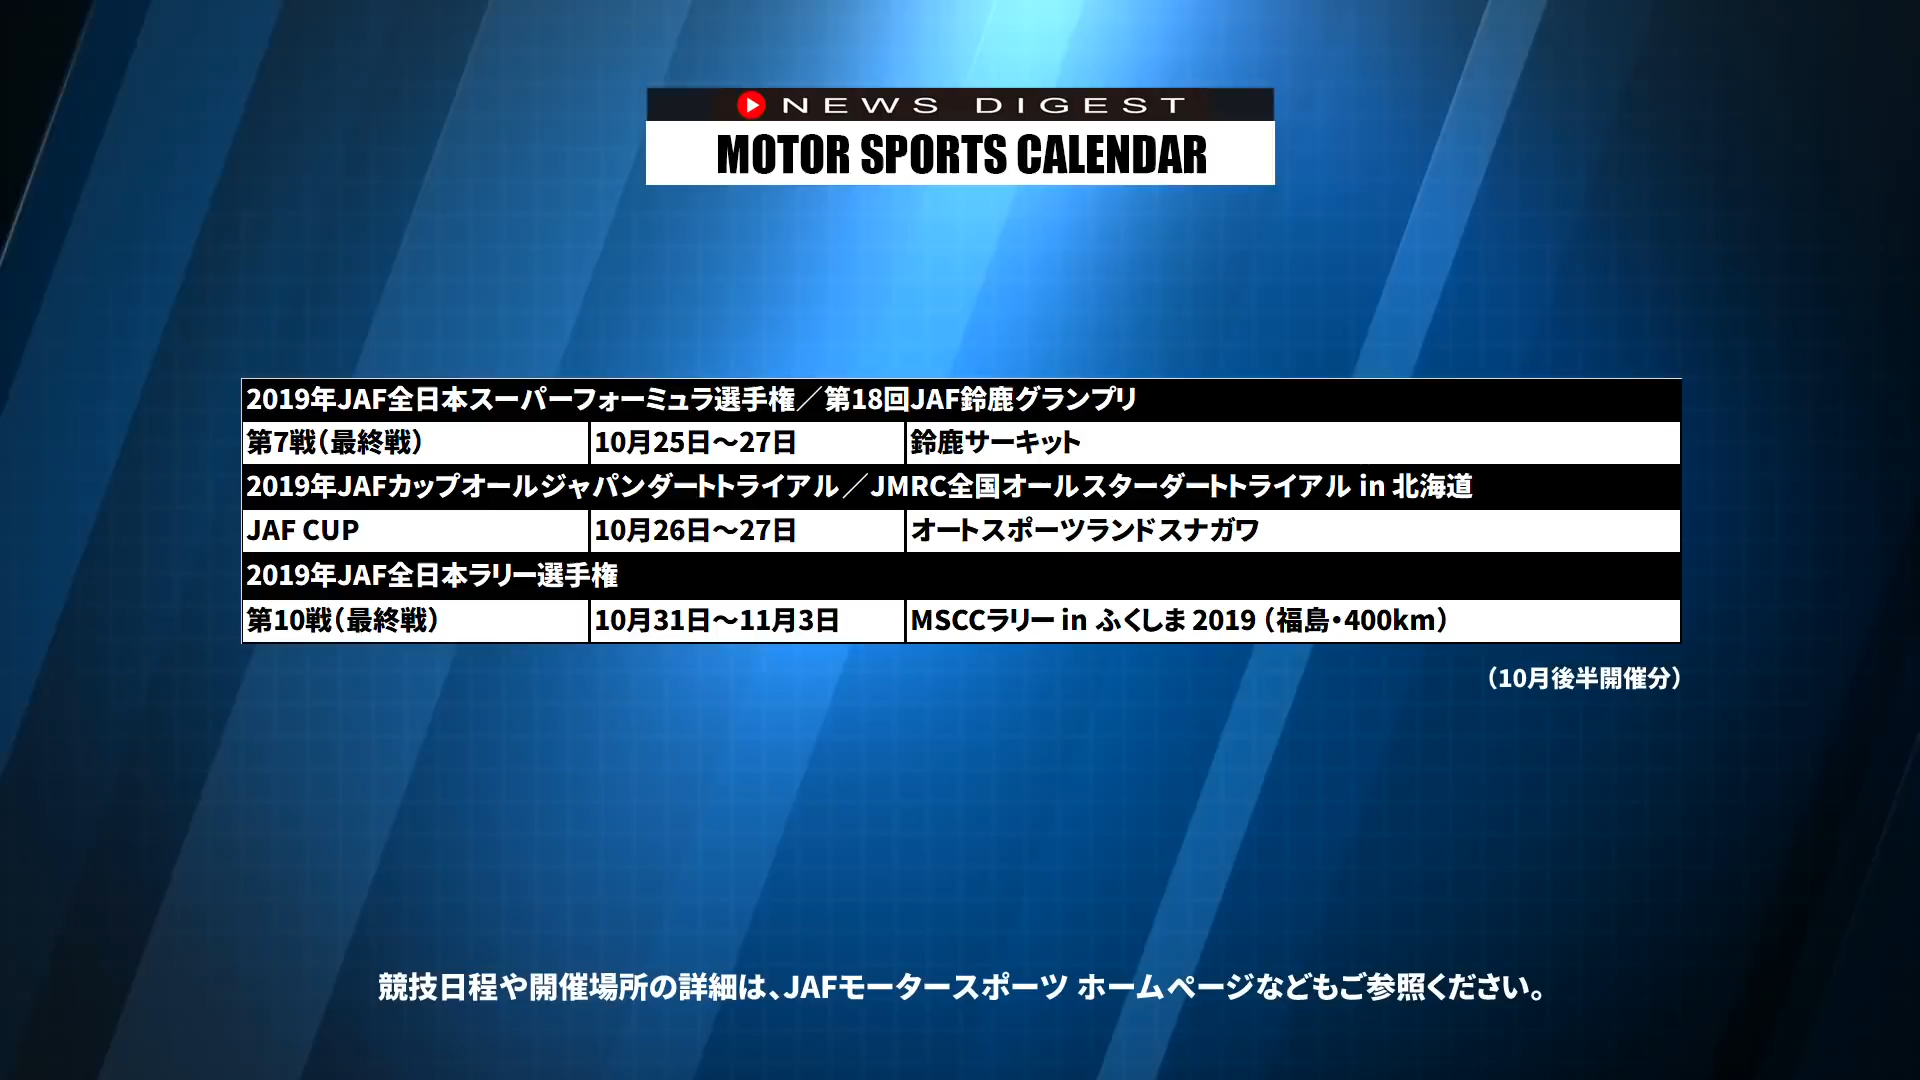 NEWS DIGEST
MOTOR SPORTS CALENDAR
2019年JAF全日本スーパーフォーミュラ選手権／第18回JAF鈴鹿グランプリ
第7戦（最終戦） 10月25日～27日 鈴鹿サーキット
2019年JAFカップオールジャパンダートトライアル／JMRC全国オールスターダートトライアル in 北海道
JAF CUP 10月26日～27日 オートスポーツランドスナガワ
2019年JAF全日本ラリー選手権
第10戦（最終戦） 10月31日～11月3日 MSCCラリー in ふくしま 2019（福島・400km）
（10月後半開催分）
競技日程や開催場所の詳細は、JAFモータースポーツ ホームページなどもご参照ください。